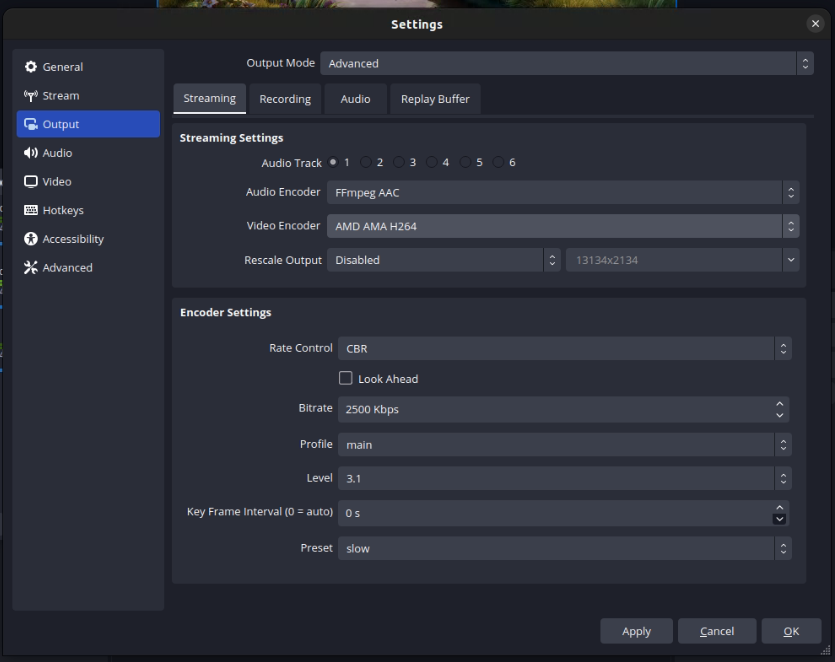 Settings
General
Stream
Output
Audio
Video
Hotkeys
Accessibility
Advanced
Output Mode Advanced
Streaming Recording Audio Replay Buffer
Streaming Settings
Audio Track 1 2 3 4 5 6
Audio Encoder FFmpeg AAC
Video Encoder AMD AMA H264
Rescale Output Disabled 13134x2134
Encoder Settings
Rate Control CBR
Look Ahead
Bitrate 2500 Kbps
Profile main
Level 3.1
Key Frame Interval (0 = auto) 0 s
Preset slow
Apply Cancel OK